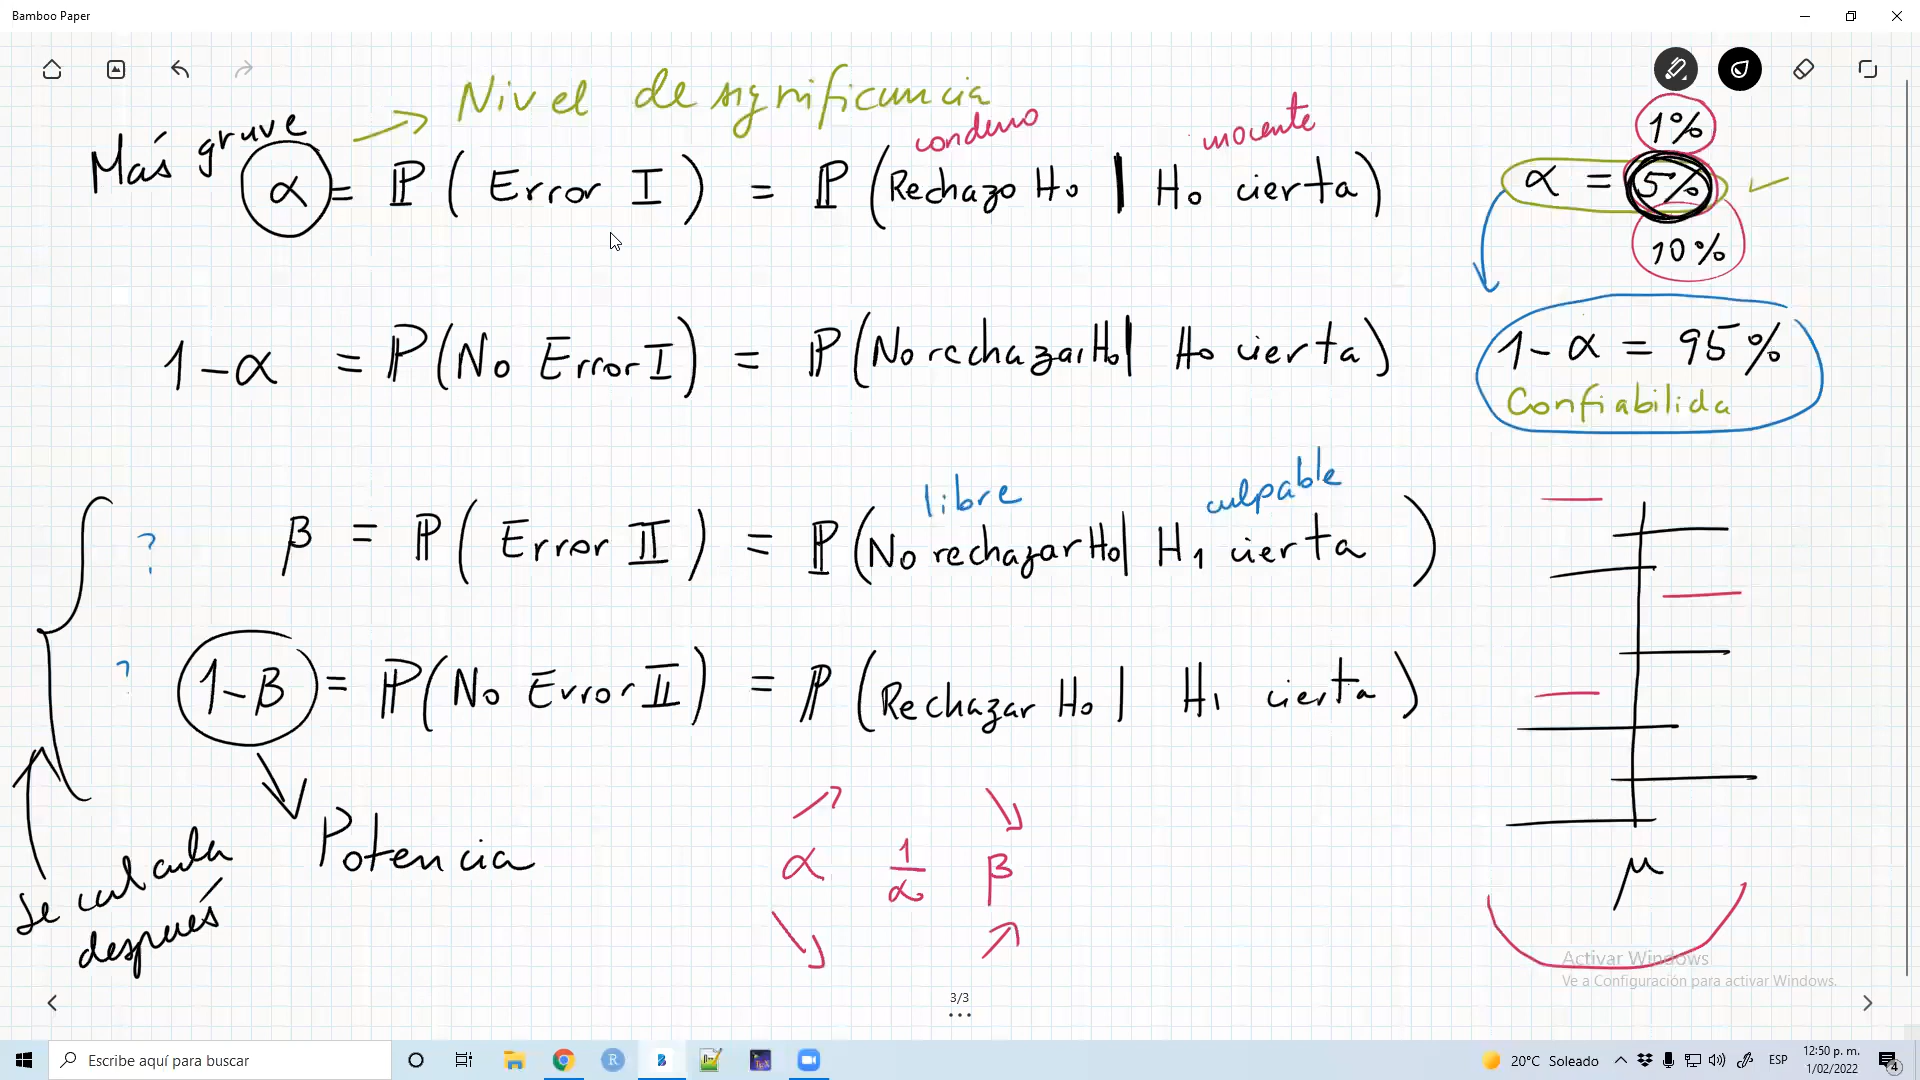 Bamboo Paper
Nivel de significancia
Más grave
condeno
inocente
α = ℙ ( Error I ) = ℙ (Rechazo H0 | H0 cierta)
1%
α = 5%
10%
1-α = ℙ (No Error I) = ℙ (No rechazar H0 | H0 cierta)
1-α = 95%
Confiabilida
libre
culpable
? β = ℙ ( Error II ) = ℙ (No rechazar H0 | H1 cierta )
? 1-β = ℙ (No Error II) = ℙ (Rechazar H0 | H1 cierta )
Potencia
Se calcula
después
α 1/α β
μ
Activar Windows
Ve a Configuración para activar Windows.
3/3
Escribe aquí para buscar
20°C Soleado
ESP
12:50 p. m.
1/02/2022
4